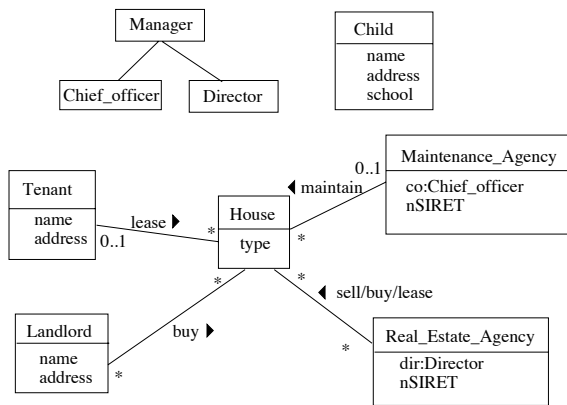 Manager
Chief_officer
Director
Child
name
address
school
Tenant
name
address
0..1
lease ▶
*
House
type
*
*
*
◀ maintain
0..1
Maintenance_Agency
co:Chief_officer
nSIRET
Landlord
name
address
*
buy ▶
◀ sell/buy/lease
*
Real_Estate_Agency
dir:Director
nSIRET